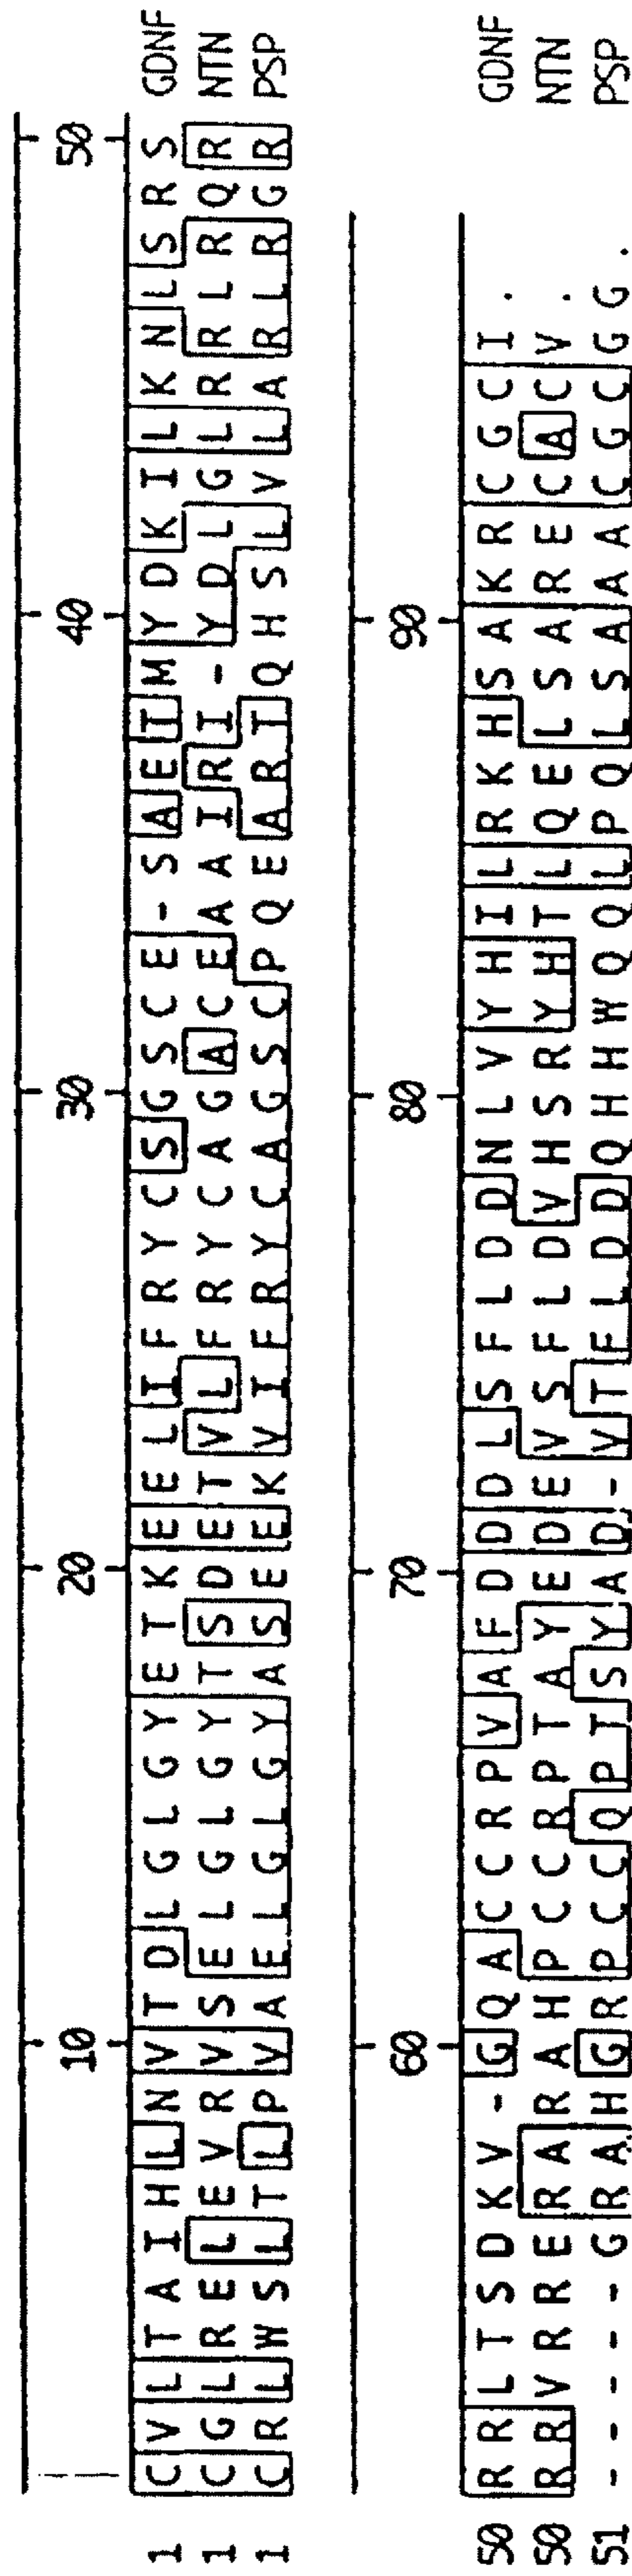 10 20 30 40 50
1 C V L T A I H L N V T D L G L G Y E T K E E L I F R Y C S G S C E - S A E T M Y D K I L K N L S R S GDNF
1 C G L R E L E V R V S E L G L G Y T S D E T V L F R Y C A G A C E A A I R I - Y D L G L R R L R Q R NTN
1 C R L W S L T L P V A E L G L G Y A S E E K V I F R Y C A G S C P Q E A R T Q H S L V L A R L R G R PSP
60 70 80 90
50 R R L T S D K V - G Q A C C R P V A F D D D L S F L D D N L V Y H I L R K H S A K R C G C I . GDNF
50 R R V R R E R A R A H P C C R P T A Y E D E V S F L D V H S R Y H T L Q E L S A R E C A C V . NTN
51 - - - - - G R A H G R P C C Q P T S Y A D - V T F L D D Q H H W Q Q L P Q L S A A A C G C G G . PSP